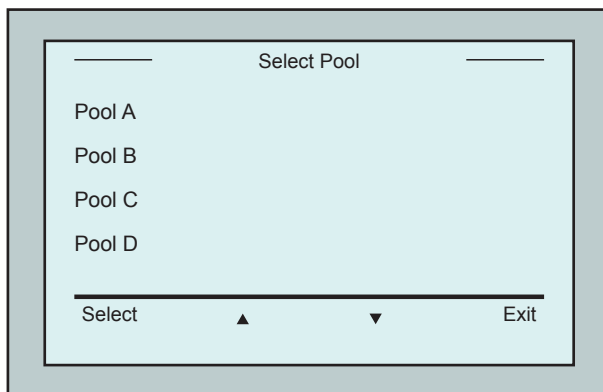 Select Pool
Pool A
Pool B
Pool C
Pool D
Select ▲ ▼ Exit